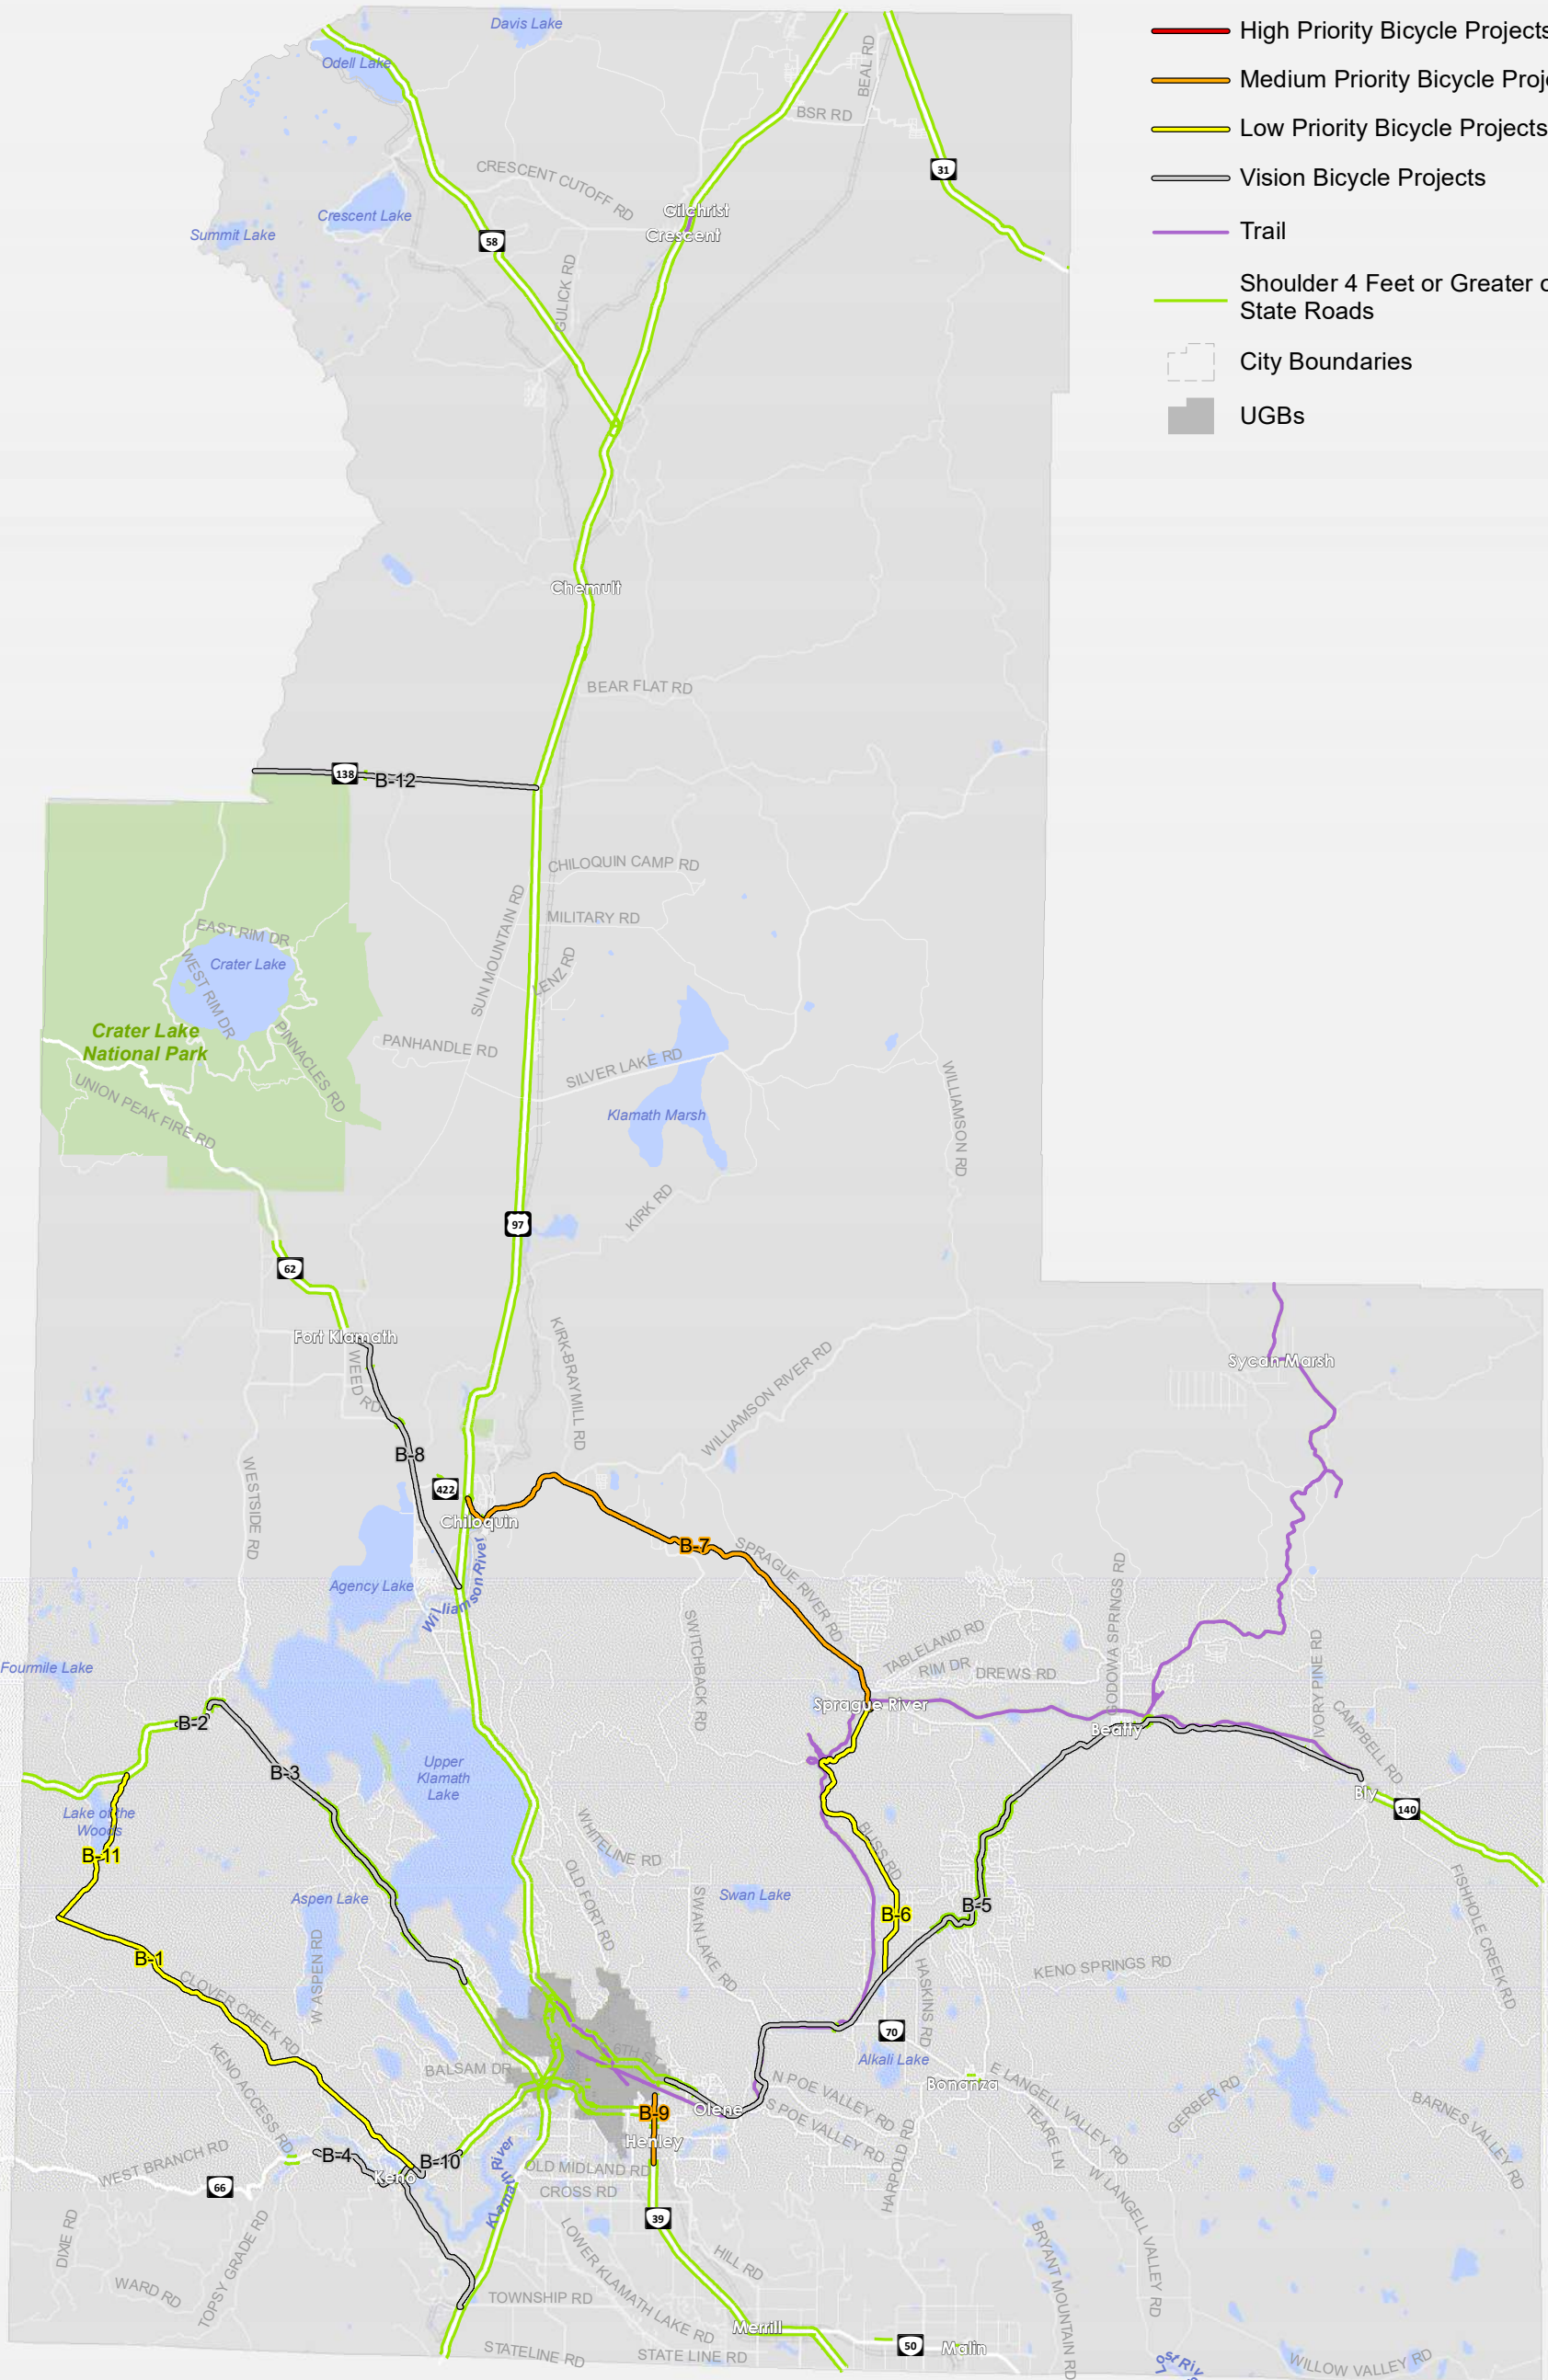 High Priority Bicycle Projects
Medium Priority Bicycle Proj
Low Priority Bicycle Projects
Vision Bicycle Projects
Trail
Shoulder 4 Feet or Greater o
State Roads
City Boundaries
UGBs
Davis Lake
Odell Lake
BEAL RD
BSR RD
31
CRESCENT CUTOFF RD
Crescent Lake
Summit Lake
Gilchrist
Crescent
58
GULICK RD
Chemult
BEAR FLAT RD
138
B-12
CHILOQUIN CAMP RD
MILITARY RD
SUN MOUNTAIN RD
LENZ RD
EAST RIM DR
Crater Lake
WEST RIM DR
PINNACLES RD
Crater Lake
National Park
UNION PEAK FIRE RD
PANHANDLE RD
SILVER LAKE RD
Klamath Marsh
WILLIAMSON RD
KIRK RD
97
62
Fort Klamath
WEED RD
KIRK-BRAYMILL RD
WILLIAMSON RIVER RD
Sycan Marsh
B-8
422
Chiloquin
WESTSIDE RD
B-7
SPRAGUE RIVER RD
Agency Lake
Williamson River
SWITCHBACK RD
TABLELAND RD
RIM DR
DREWS RD
GODOWA SPRINGS RD
IVORY PINE RD
CAMPBELL RD
Fourmile Lake
Sprague River
Beatty
B-2
B-3
Upper
Klamath
Lake
Bly
140
Lake of the
Woods
B-11
WHITELINE RD
BLISS RD
OLD FORT RD
Aspen Lake
Swan Lake
SWAN LAKE RD
B-6
B-5
FISHHOLE CREEK RD
B-1
W ASPEN RD
CLOVER CREEK RD
KENO SPRINGS RD
HASKINS RD
70
KENO ACCESS RD
BALSAM DR
S 6TH ST
Alkali Lake
Bonanza
E LANGELL VALLEY RD
GERBER RD
BARNES VALLEY RD
N POE VALLEY RD
S POE VALLEY RD
TEARE LN
B-9
Olene
Henley
WEST BRANCH RD
B-4
B-10
Keno
66
River
Klama
OLD MIDLAND RD
CROSS RD
HARPOLD RD
W LANGELL VALLEY RD
39
DIXIE RD
TOPSY GRADE RD
WARD RD
LOWER KLAMATH LAKE RD
HILL RD
BRYANT MOUNTAIN RD
TOWNSHIP RD
Merrill
50
Malin
STATELINE RD
STATE LINE RD
WILLOW VALLEY RD